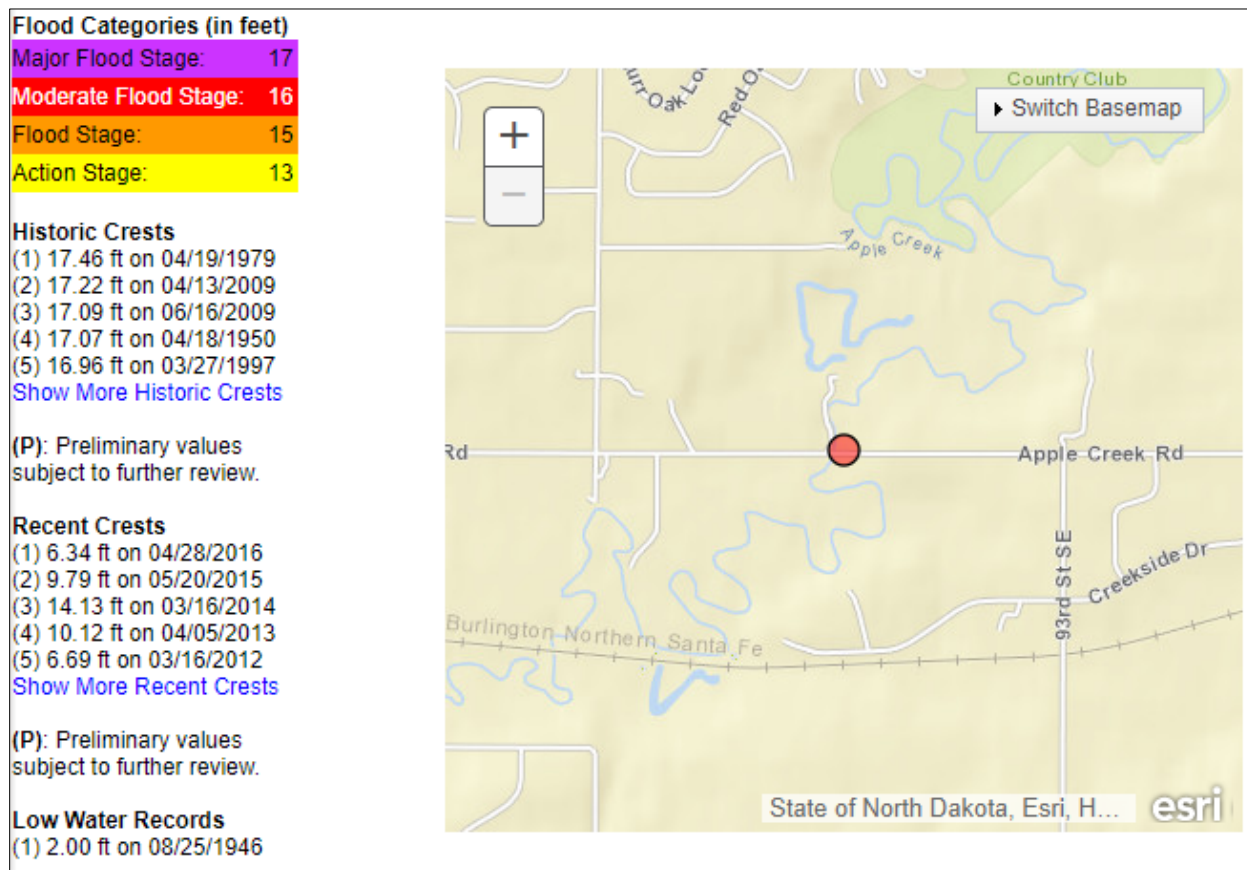 Flood Categories (in feet)
Major Flood Stage: 17
Moderate Flood Stage: 16
Flood Stage: 15
Action Stage: 13
Historic Crests
(1) 17.46 ft on 04/19/1979
(2) 17.22 ft on 04/13/2009
(3) 17.09 ft on 06/16/2009
(4) 17.07 ft on 04/18/1950
(5) 16.96 ft on 03/27/1997
Show More Historic Crests
(P): Preliminary values
subject to further review.
Recent Crests
(1) 6.34 ft on 04/28/2016
(2) 9.79 ft on 05/20/2015
(3) 14.13 ft on 03/16/2014
(4) 10.12 ft on 04/05/2013
(5) 6.69 ft on 03/16/2012
Show More Recent Crests
(P): Preliminary values
subject to further review.
Low Water Records
(1) 2.00 ft on 08/25/1946
+
−
Country Club
Switch Basemap
Oak
Red
Apple Creek
Rd
Apple Creek Rd
93rd St SE
Creekside Dr
Burlington Northern Santa Fe
State of North Dakota, Esri, H...
esri